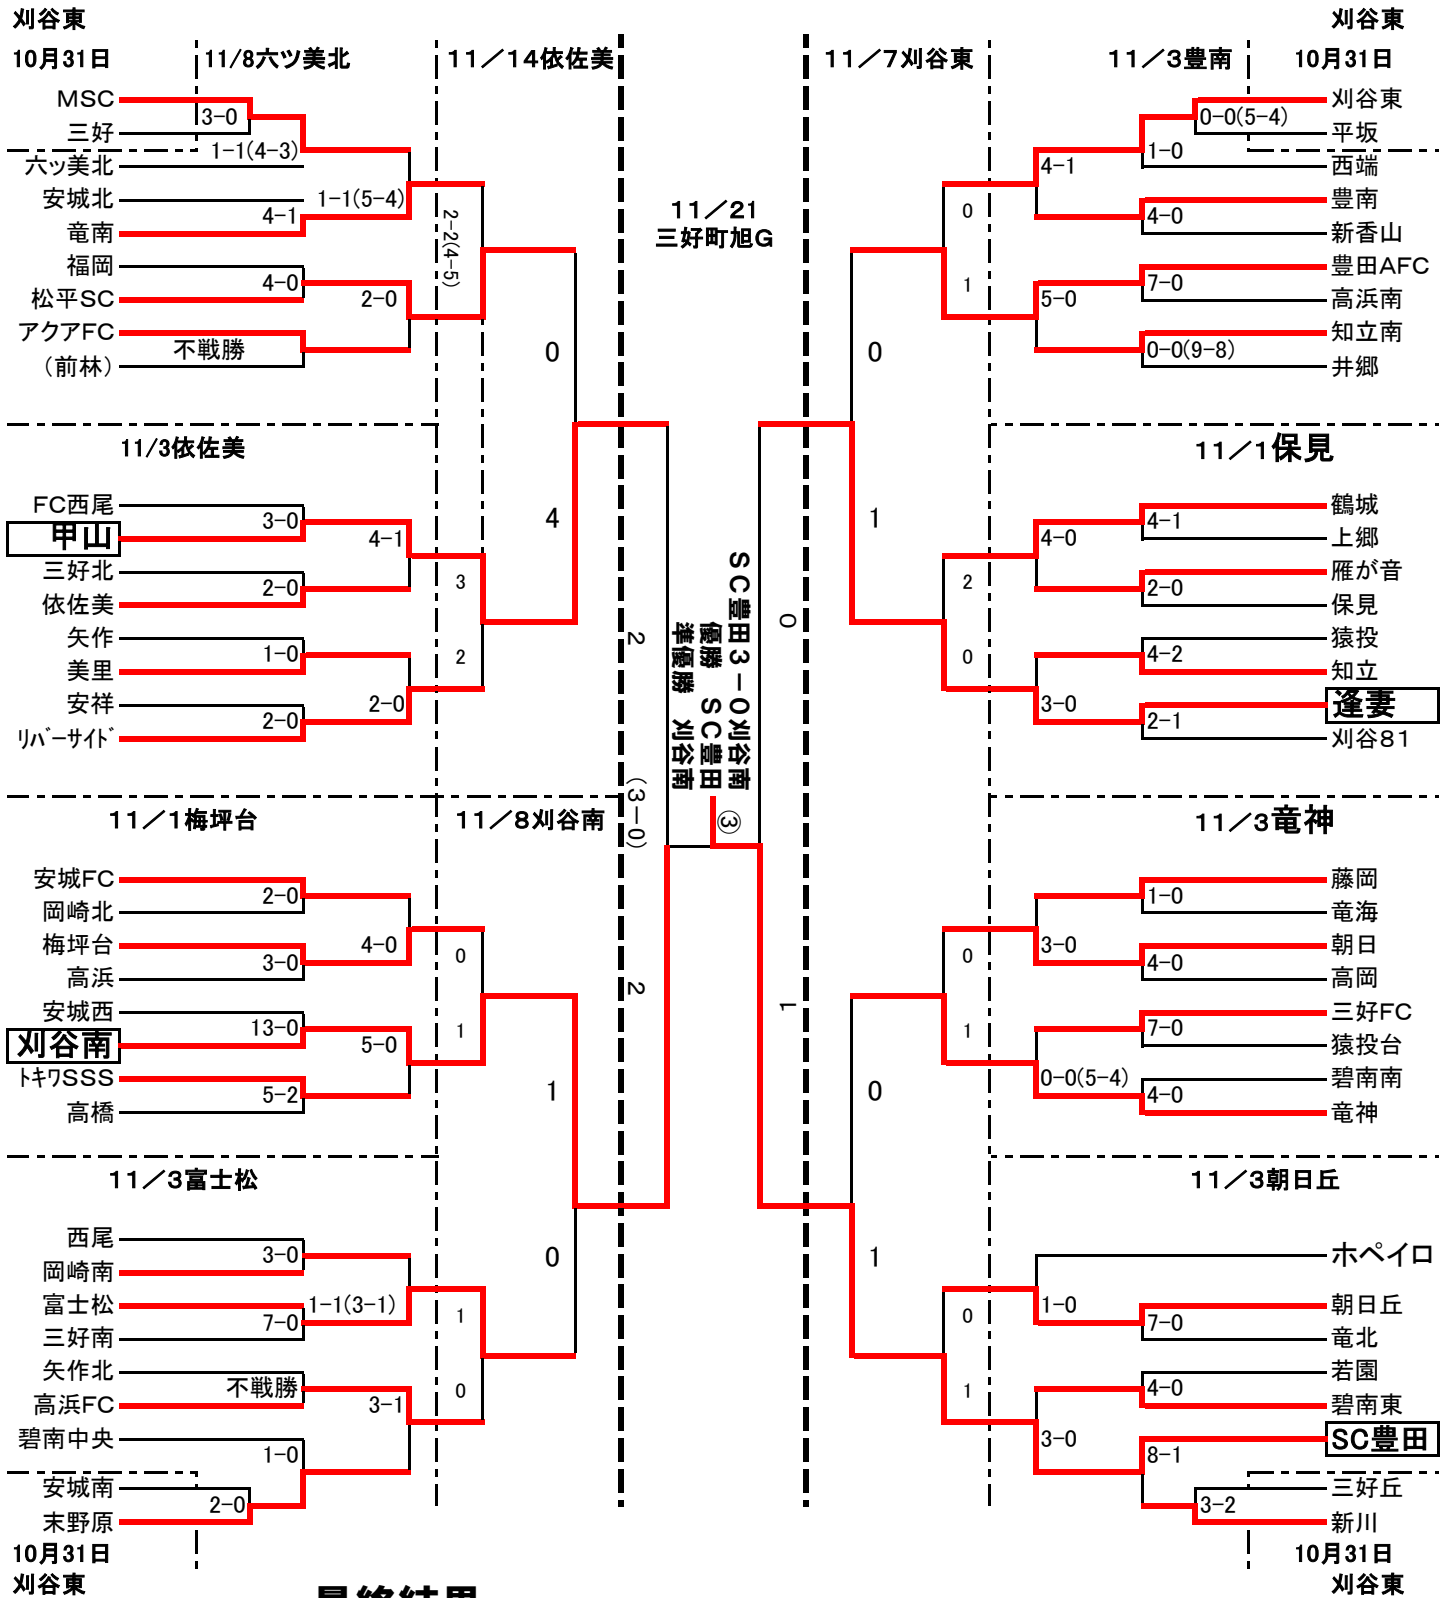 刈谷東
刈谷東
10月31日
11/8六ツ美北
11／14依佐美
11／7刈谷東
11／3豊南
10月31日
MSC
3-0
三好
1-1(4-3)
六ッ美北
安城北
1-1(5-4)
4-1
竜南
福岡
4-0
松平SC
2-0
アクアFC
不戦勝
(前林)
2-2(4-5)
0
11／21
三好町旭G
刈谷東
0-0(5-4)
平坂
1-0
西端
4-1
豊南
4-0
新香山
豊田AFC
7-0
高浜南
5-0
知立南
0-0(9-8)
井郷
0
1
0
11/3依佐美
FC西尾
3-0
甲山
4-1
三好北
2-0
依佐美
矢作
1-0
美里
安祥
2-0
2-0
リバーサイド
3
2
4
11／1保見
鶴城
4-1
上郷
4-0
雁が音
2-0
保見
猿投
4-2
知立
3-0
逢妻
2-1
刈谷81
2
0
1
2
(3－0)
2
SC豊田3－0刈谷南
優勝　SC豊田
準優勝　刈谷南
③
0
1
11／1梅坪台
11／8刈谷南
安城FC
2-0
岡崎北
梅坪台
4-0
3-0
高浜
安城西
13-0
刈谷南
5-0
トキワSSS
5-2
高橋
0
1
1
11／3竜神
藤岡
1-0
竜海
3-0
朝日
4-0
高岡
三好FC
7-0
猿投台
0-0(5-4)
碧南南
4-0
竜神
0
1
0
11／3富士松
西尾
3-0
岡崎南
富士松
1-1(3-1)
7-0
三好南
矢作北
不戦勝
高浜FC
3-1
碧南中央
1-0
安城南
2-0
末野原
1
0
0
11／3朝日丘
ホペイロ
1-0
朝日丘
7-0
竜北
若園
4-0
碧南東
3-0
SC豊田
8-1
三好丘
3-2
新川
0
1
1
10月31日
10月31日
刈谷東
刈谷東
最終結果